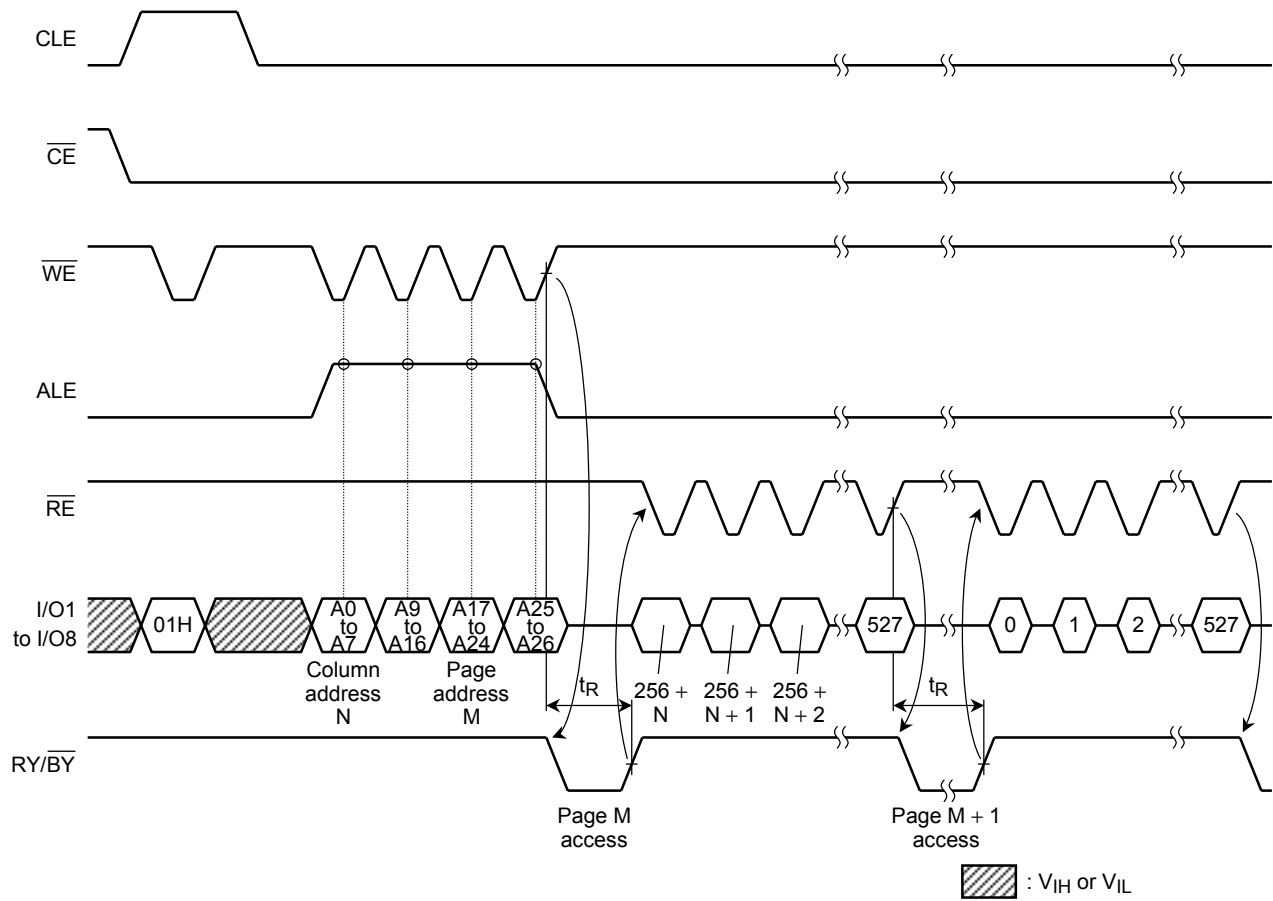 CLE
CE
WE
ALE
RE
I/O1
to I/O8
01H
A0
to
A7
A9
to
A16
A17
to
A24
A25
to
A26
527
0
1
2
527
Column
address
N
Page
address
M
tR
256 +
N
256 +
N + 1
256 +
N + 2
tR
RY/BY
Page M
access
Page M + 1
access
: VIH or VIL